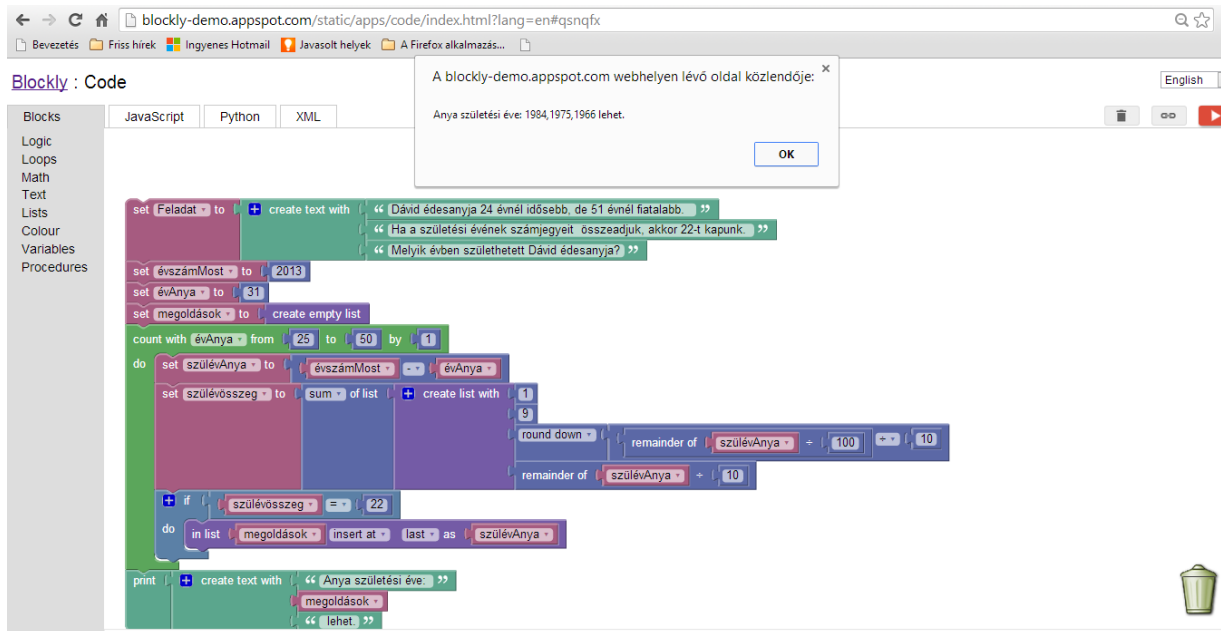 blockly-demo.appspot.com/static/apps/code/index.html?lang=en#qsnqfx
Bevezetés Friss hírek Ingyenes Hotmail Javasolt helyek A Firefox alkalmazás...
A blockly-demo.appspot.com webhelyen lévő oldal közlendője: ×
Anya születési éve: 1984,1975,1966 lehet.
OK
Blockly : Code
English
Blocks JavaScript Python XML
Logic
Loops
Math
Text
Lists
Colour
Variables
Procedures
set Feladat to create text with “ Dávid édesanyja 24 évnél idősebb, de 51 évnél fiatalabb. ”
“ Ha a születési évének számjegyeit összeadjuk, akkor 22-t kapunk. ”
“ Melyik évben születhetett Dávid édesanyja? ”
set évszámMost to 2013
set évAnya to 31
set megoldások to create empty list
count with évAnya from 25 to 50 by 1
do set szülévAnya to évszámMost - évAnya
set szülévösszeg to sum of list create list with 1
9
round down remainder of szülévAnya ÷ 100 ÷ 10
remainder of szülévAnya ÷ 10
if szülévösszeg = 22
do in list megoldások insert at last as szülévAnya
print create text with “ Anya születési éve: ”
megoldások
“ lehet. ”